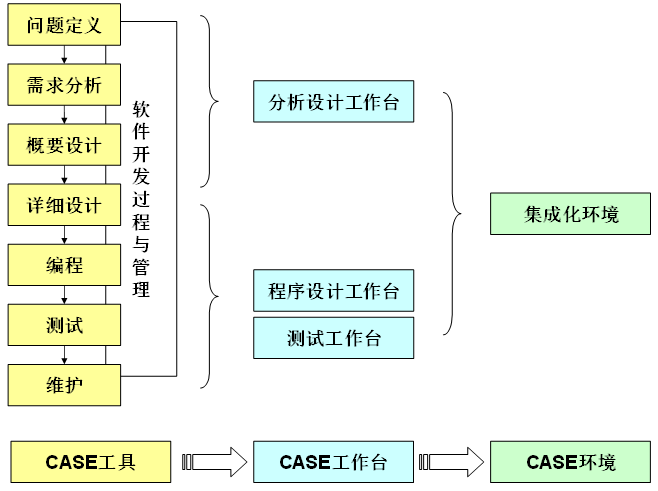 问题定义
需求分析
概要设计
详细设计
编程
测试
维护
软件开发过程与管理
分析设计工作台
程序设计工作台
测试工作台
集成化环境
CASE工具
CASE工作台
CASE环境